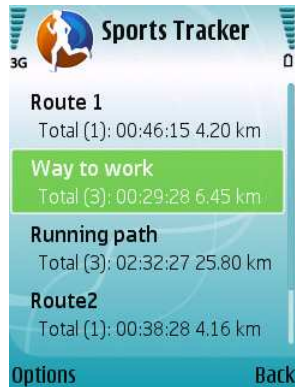 Sports Tracker
3G
Route 1
Total (1): 00:46:15 4.20 km
Way to work
Total (3): 00:29:28 6.45 km
Running path
Total (3): 02:32:27 25.80 km
Route2
Total (1): 00:38:28 4.16 km
Options Back